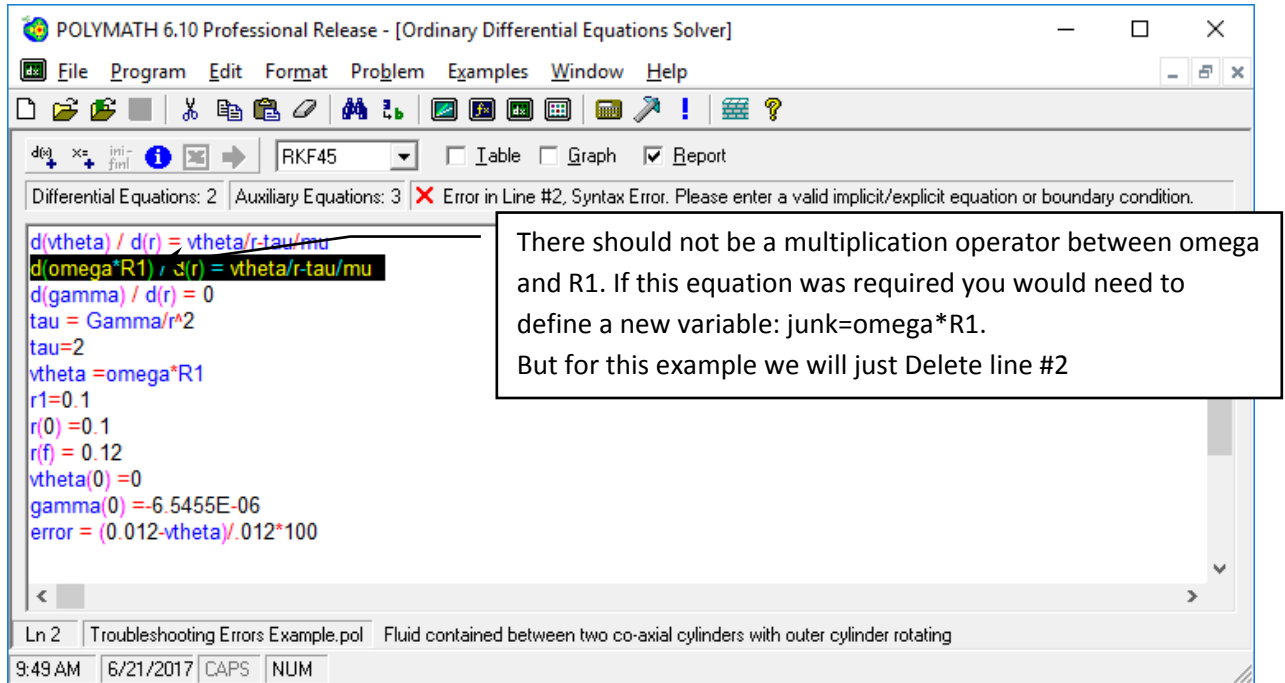 POLYMATH 6.10 Professional Release - [Ordinary Differential Equations Solver]
File Program Edit Format Problem Examples Window Help
d(x) x= ini- finl RKF45 Table Graph Report
Differential Equations: 2 Auxiliary Equations: 3 Error in Line #2, Syntax Error. Please enter a valid implicit/explicit equation or boundary condition.
d(vtheta) / d(r) = vtheta/r-tau/mu
d(omega*R1) / d(r) = vtheta/r-tau/mu
d(gamma) / d(r) = 0
tau = Gamma/r^2
tau=2
vtheta =omega*R1
r1=0.1
r(0) =0.1
r(f) = 0.12
vtheta(0) =0
gamma(0) =-6.5455E-06
error = (0.012-vtheta)/.012*100
There should not be a multiplication operator between omega
and R1. If this equation was required you would need to
define a new variable: junk=omega*R1.
But for this example we will just Delete line #2
Ln 2 Troubleshooting Errors Example.pol Fluid contained between two co-axial cylinders with outer cylinder rotating
9:49 AM 6/21/2017 CAPS NUM